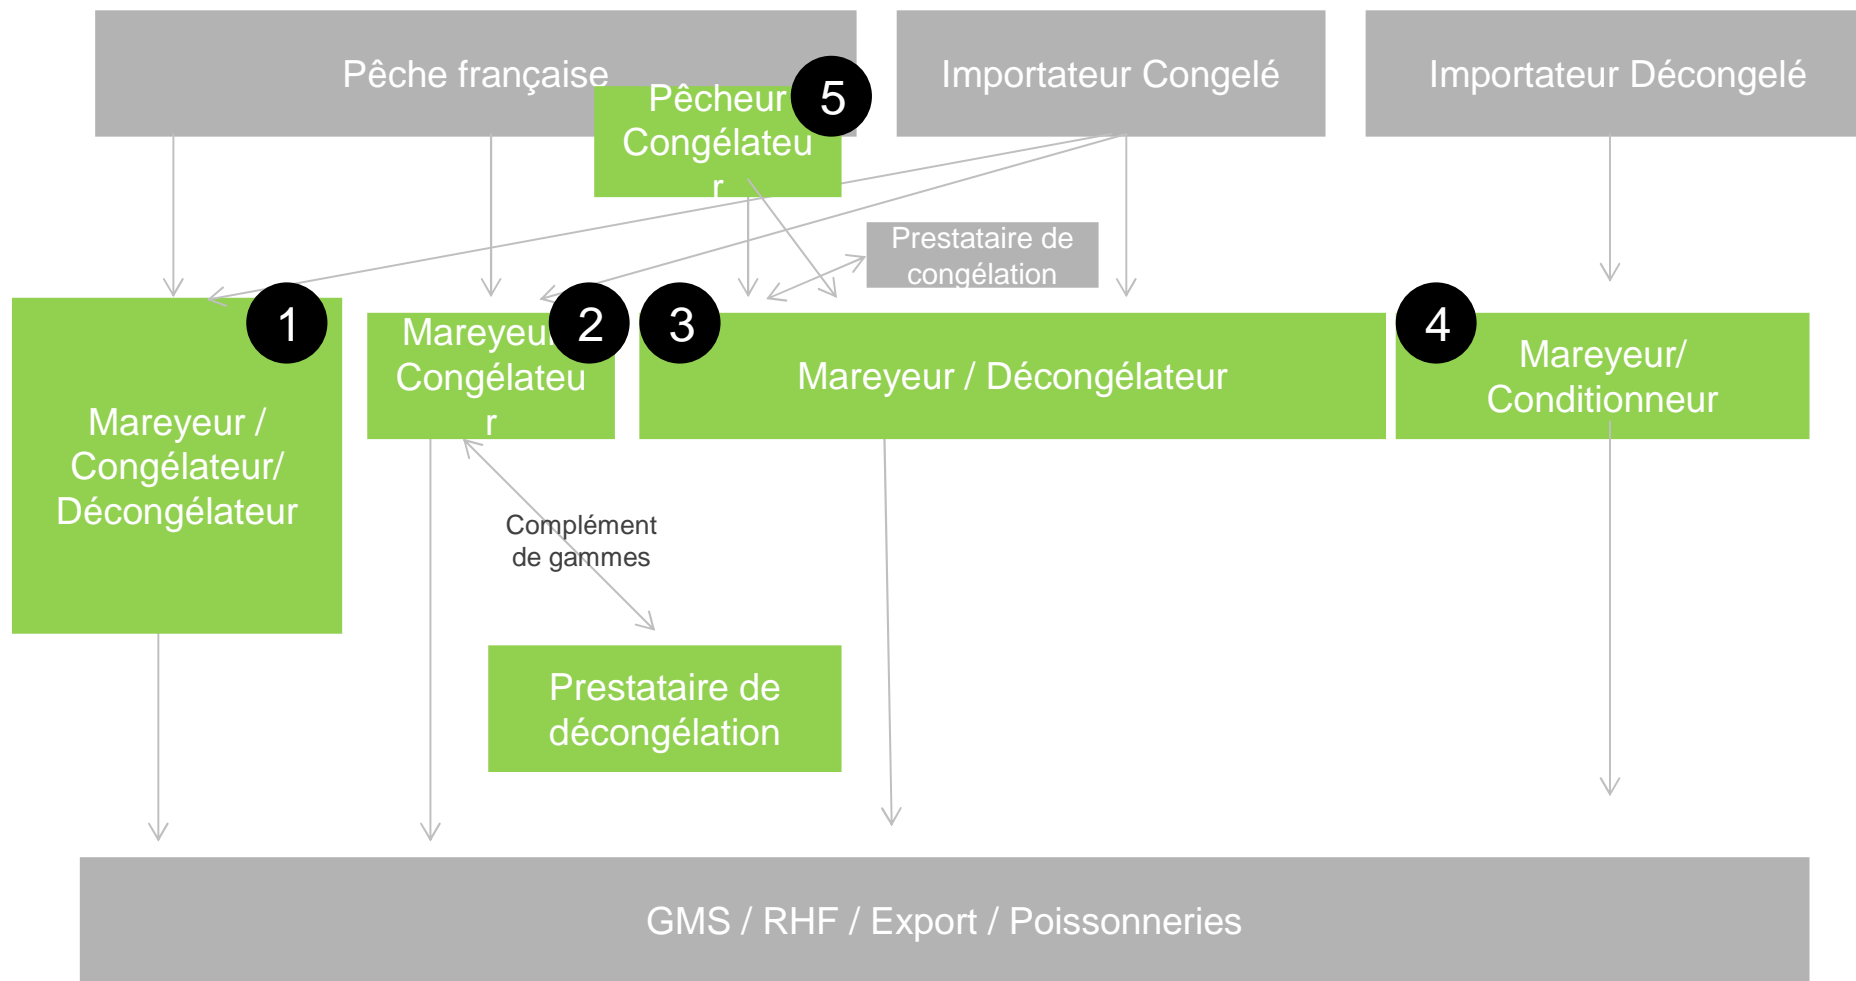 Pêche française
Pêcheur
Congélateu
r
5
Importateur Congelé
Importateur Décongelé
Prestataire de
congélation
1
Mareyeur /
Congélateur/
Décongélateur
2
Mareyeur
Congélateu
r
3
Mareyeur / Décongélateur
4
Mareyeur/
Conditionneur
Complément
de gammes
Prestataire de
décongélation
GMS / RHF / Export / Poissonneries